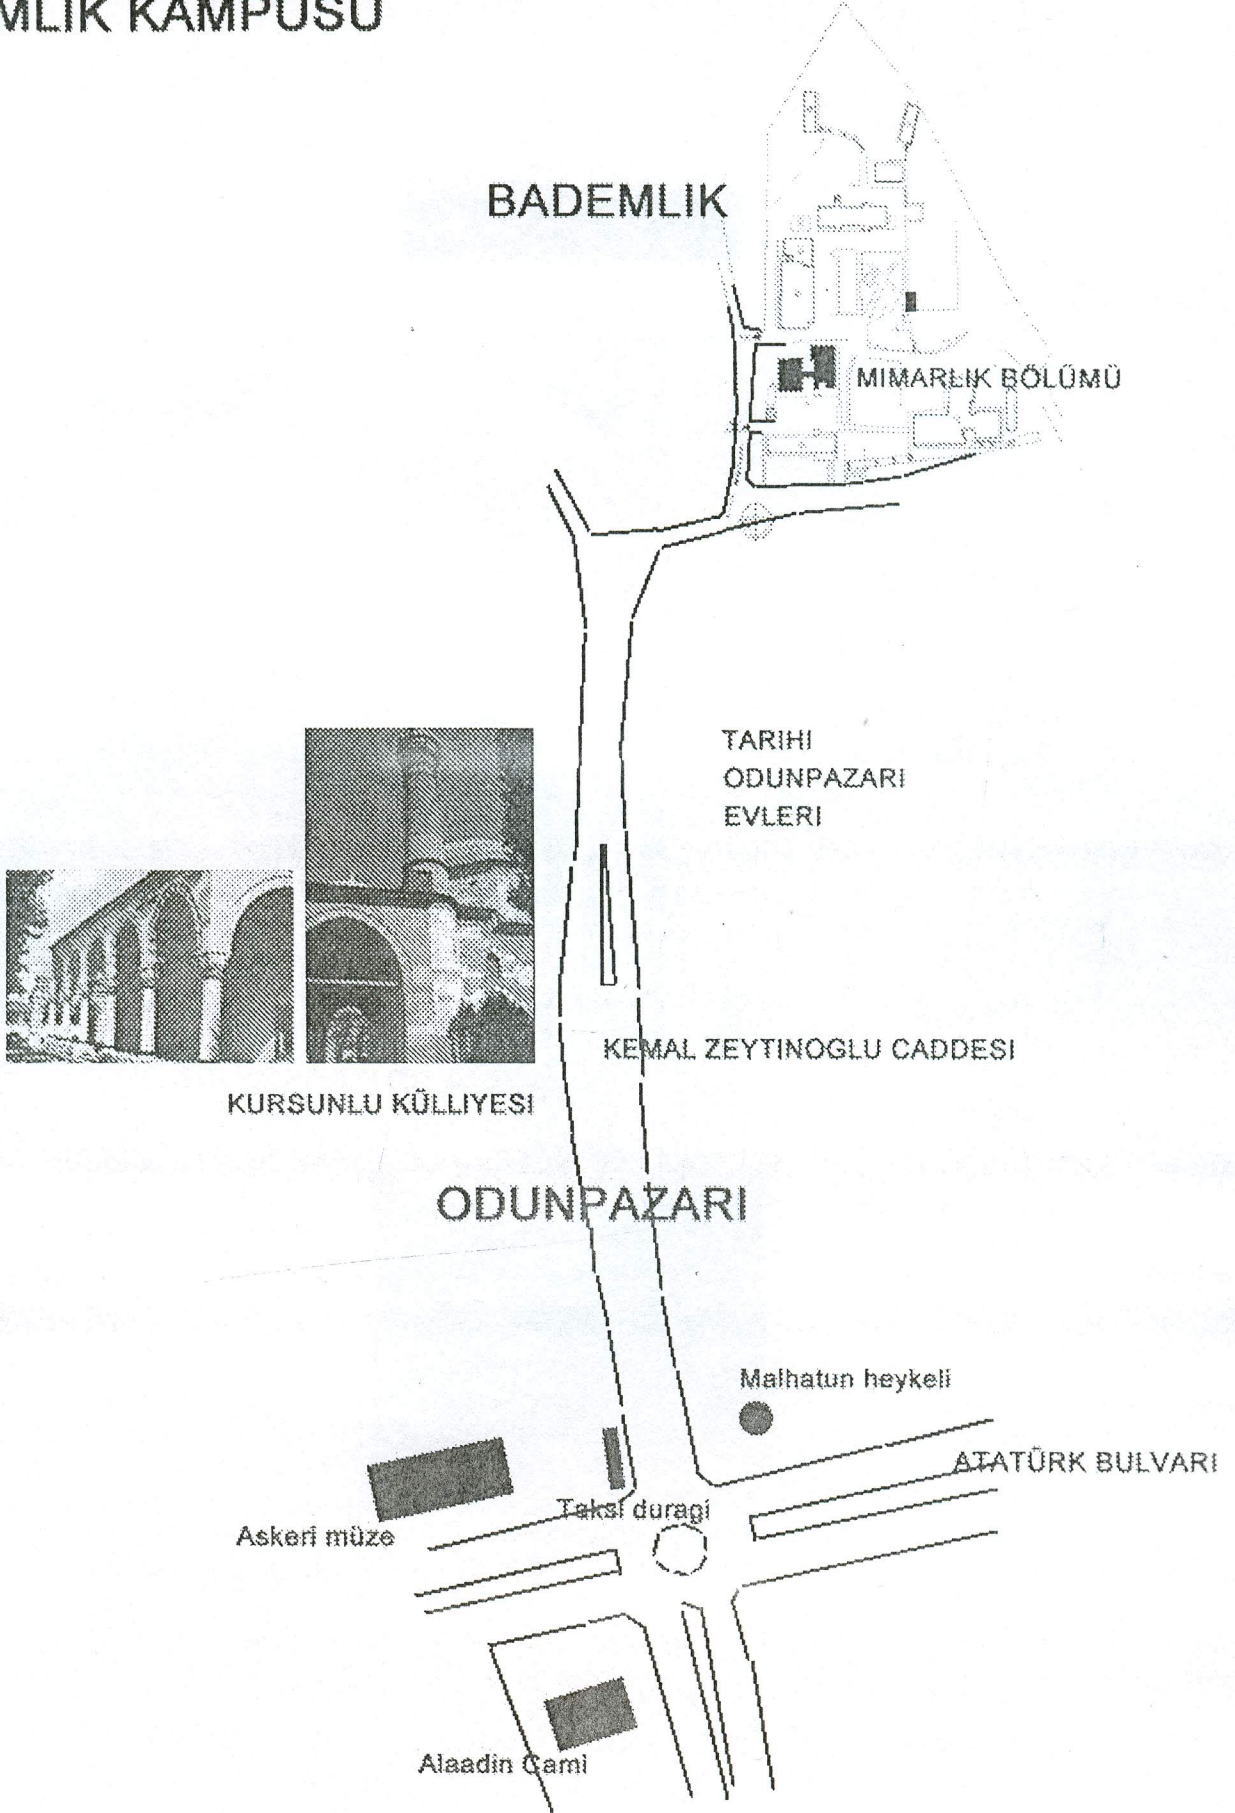 KAMPUSU
BADEMLIK
MIMARLIK BÖLÜMÜ
TARIHI
ODUNPAZARI
EVLERI
KEMAL ZEYTINOGLU CADDESI
KURSUNLU KÜLLIYESI
ODUNPAZARI
Malhatun heykeli
ATATÜRK BULVARI
Taksi duragi
Askeri müze
Alaadin Cami